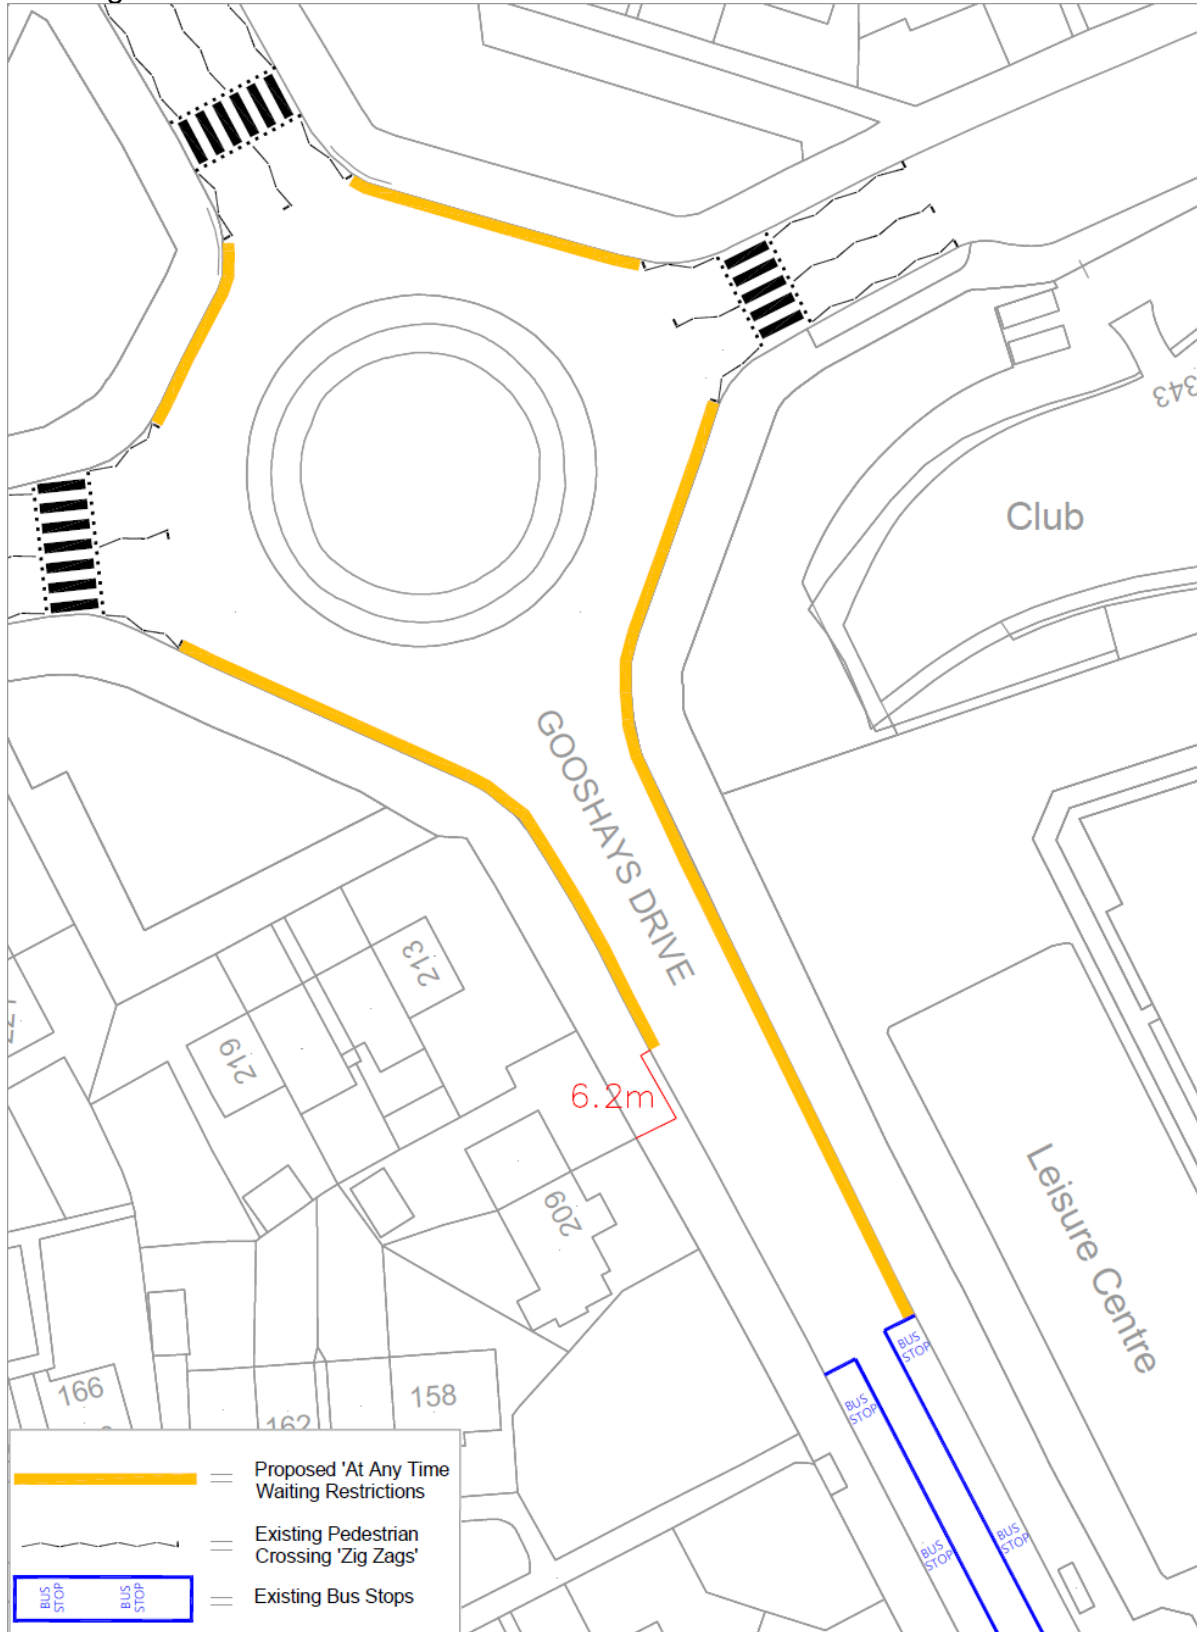 343
Club
GOOSHAYS DRIVE
213
219
6.2m
209
Leisure Centre
BUS
STOP
BUS
STOP
166
158
162
BUS
STOP
BUS
STOP
Proposed 'At Any Time
Waiting Restrictions
Existing Pedestrian
Crossing 'Zig Zags'
BUS
STOP
BUS
STOP
Existing Bus Stops